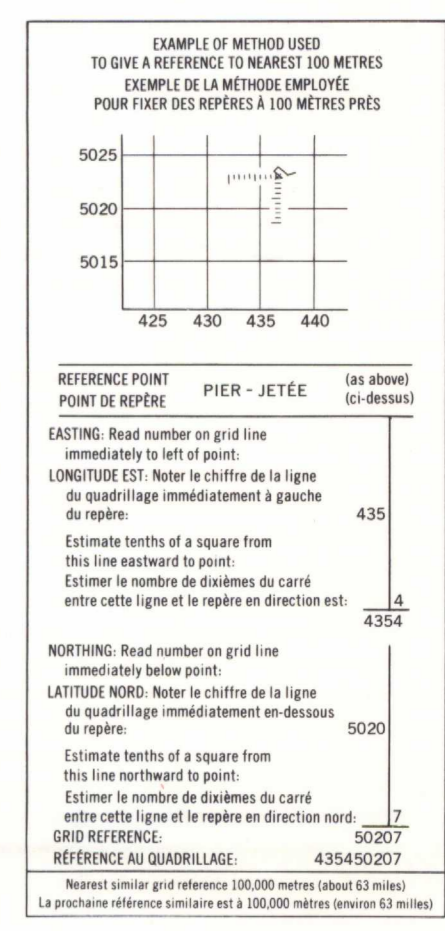 EXAMPLE OF METHOD USED
TO GIVE A REFERENCE TO NEAREST 100 METRES
EXEMPLE DE LA MÉTHODE EMPLOYÉE
POUR FIXER DES REPÈRES À 100 MÈTRES PRÈS
5025
5020
5015
425 430 435 440
REFERENCE POINT
POINT DE REPÈRE
PIER - JETÉE
(as above)
(ci-dessus)
EASTING: Read number on grid line
immediately to left of point:
LONGITUDE EST: Noter le chiffre de la ligne
du quadrillage immédiatement à gauche
du repère: 435
Estimate tenths of a square from
this line eastward to point:
Estimer le nombre de dixièmes du carré
entre cette ligne et le repère en direction est: 4
4354
NORTHING: Read number on grid line
immediately below point:
LATITUDE NORD: Noter le chiffre de la ligne
du quadrillage immédiatement en-dessous
du repère: 5020
Estimate tenths of a square from
this line northward to point:
Estimer le nombre de dixièmes du carré
entre cette ligne et le repère en direction nord: 7
GRID REFERENCE: 50207
RÉFÉRENCE AU QUADRILLAGE: 435450207
Nearest similar grid reference 100,000 metres (about 63 miles)
La prochaine référence similaire est à 100,000 mètres (environ 63 milles)